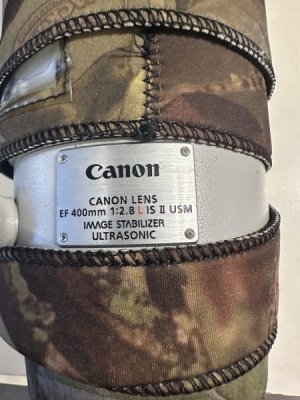 Canon
CANON LENS
EF 400mm 1:2.8 L IS II USM
IMAGE STABILIZER
ULTRASONIC